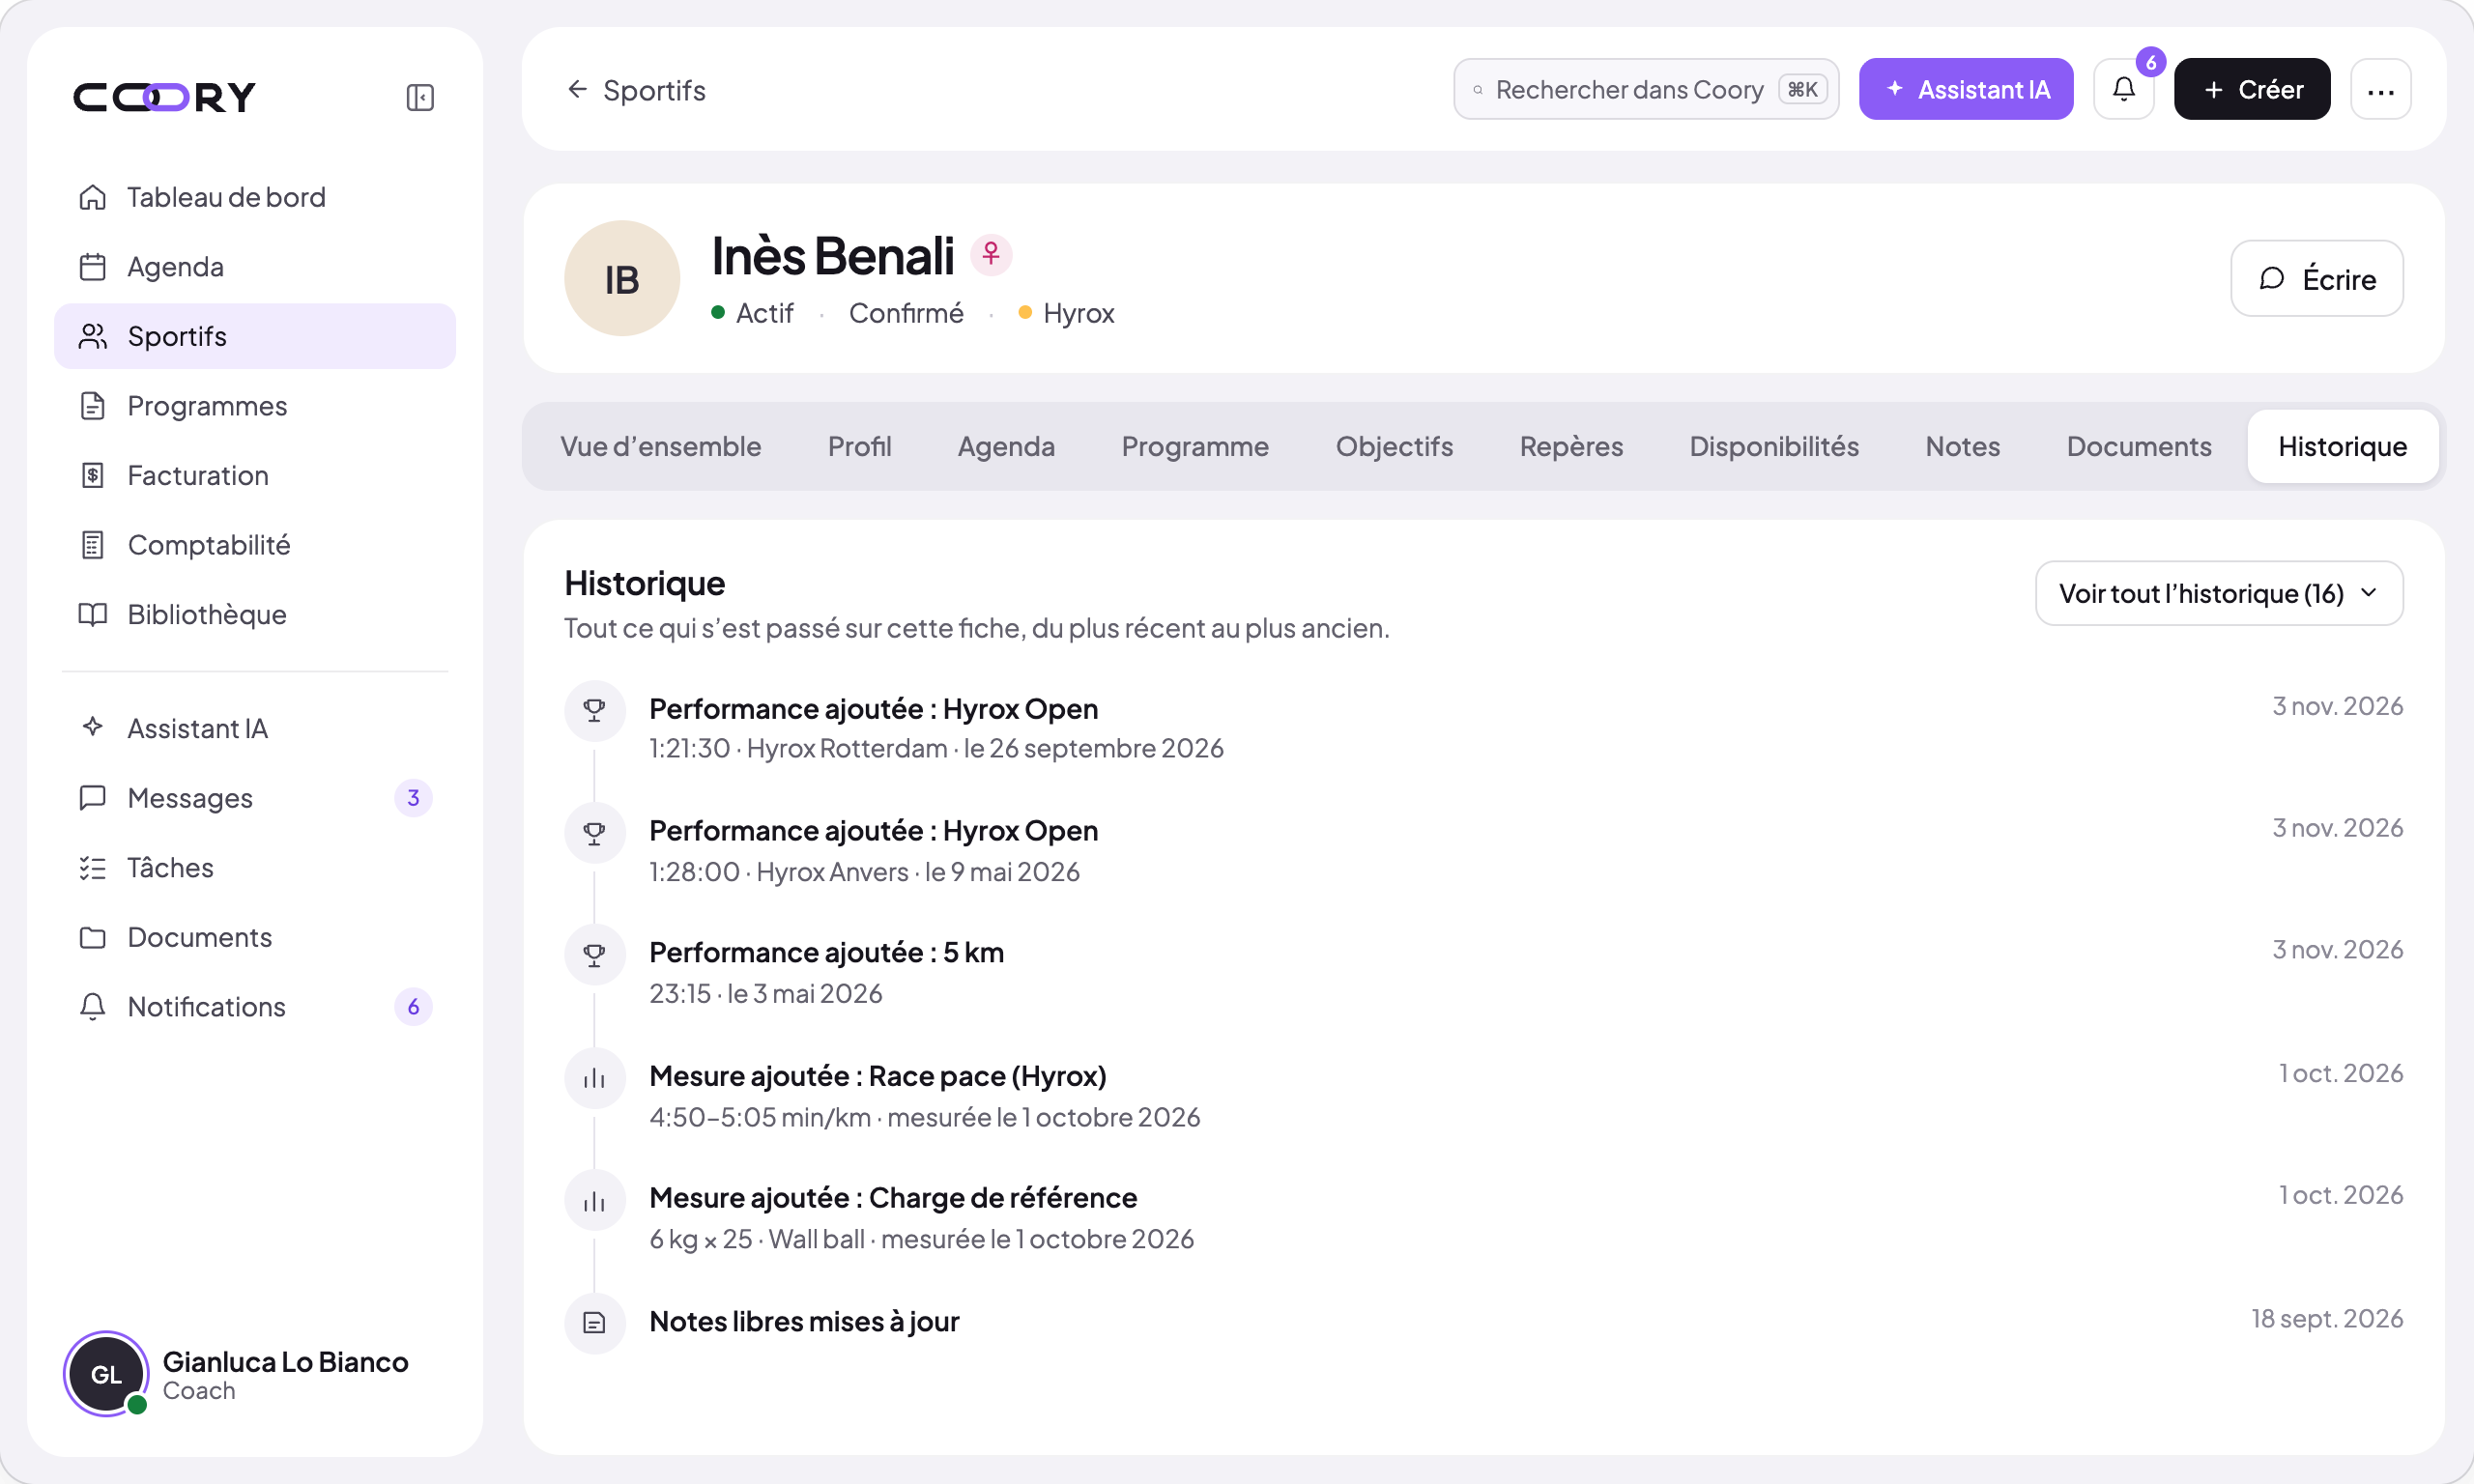 COORY
Tableau de bord
Agenda
Sportifs
Programmes
Facturation
Comptabilité
Bibliothèque
Assistant IA
Messages 3
Tâches
Documents
Notifications 6
GL
Gianluca Lo Bianco
Coach
← Sportifs
Rechercher dans Coory ⌘K
Assistant IA
6
+ Créer
...
IB
Inès Benali
Actif · Confirmé · Hyrox
Écrire
Vue d’ensemble Profil Agenda Programme Objectifs Repères Disponibilités Notes Documents Historique
Historique
Tout ce qui s’est passé sur cette fiche, du plus récent au plus ancien.
Voir tout l’historique (16)
Performance ajoutée : Hyrox Open 3 nov. 2026
1:21:30 · Hyrox Rotterdam · le 26 septembre 2026
Performance ajoutée : Hyrox Open 3 nov. 2026
1:28:00 · Hyrox Anvers · le 9 mai 2026
Performance ajoutée : 5 km 3 nov. 2026
23:15 · le 3 mai 2026
Mesure ajoutée : Race pace (Hyrox) 1 oct. 2026
4:50–5:05 min/km · mesurée le 1 octobre 2026
Mesure ajoutée : Charge de référence 1 oct. 2026
6 kg × 25 · Wall ball · mesurée le 1 octobre 2026
Notes libres mises à jour 18 sept. 2026